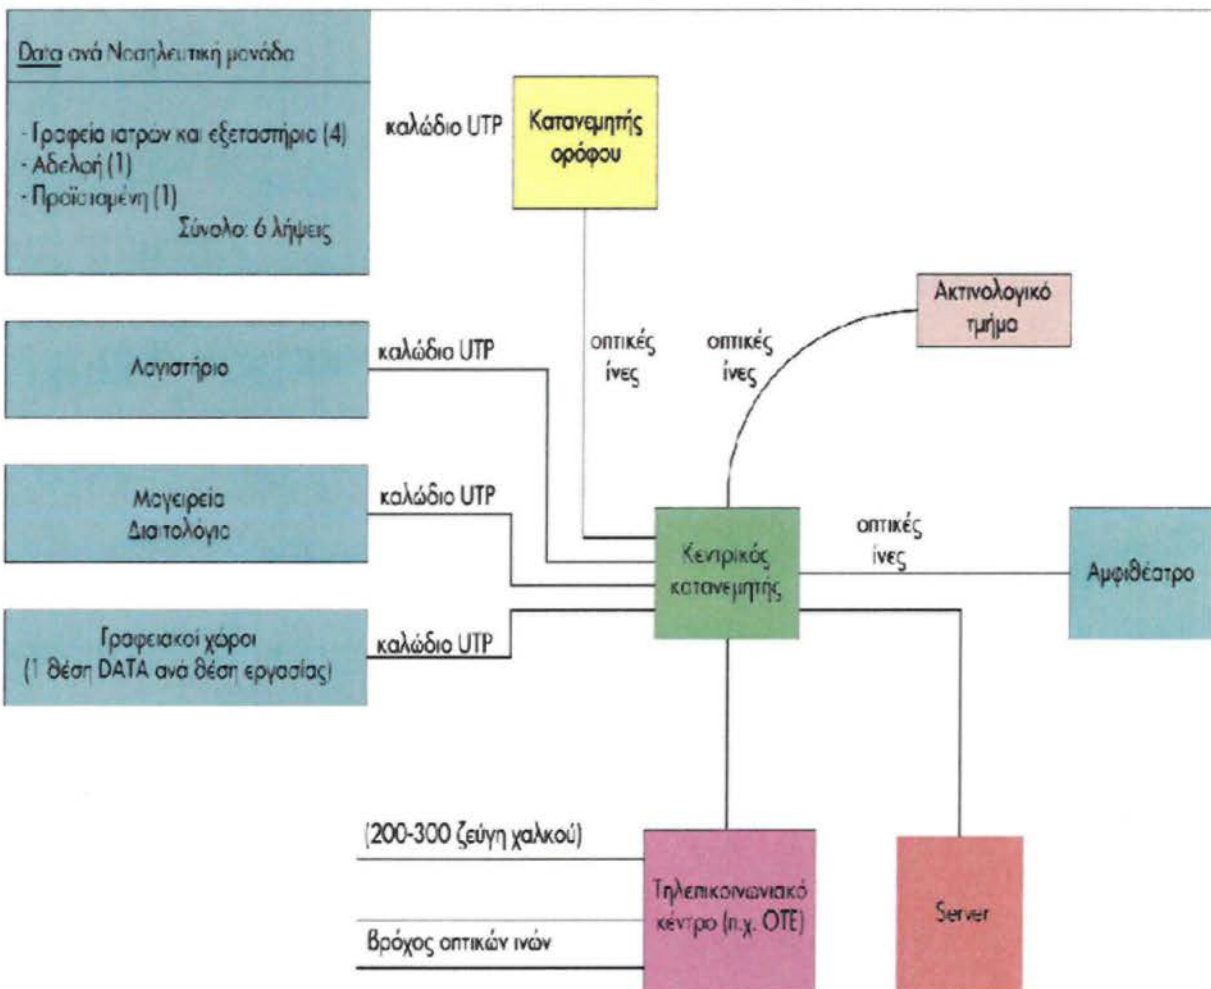 Data ανά Νοσηλευτική μονάδα
- Γραφεία ιατρών και εξεταστήριο (4)
- Αδελφή (1)
- Προϊσταμένη (1)
Σύνολο: 6 λήψεις
καλώδιο UTP
Κατανεμητής
ορόφου
Ακτινολογικό
τμήμα
οπτικές
ίνες
οπτικές
ίνες
Λογιστήριο
καλώδιο UTP
Μαγειρεία
Διαιτολόγιο
καλώδιο UTP
Κεντρικός
κατανεμητής
οπτικές
ίνες
Αμφιθέατρο
Γραφειακοί χώροι
(1 θέση DATA ανά θέση εργασίας)
καλώδιο UTP
(200-300 ζεύγη χαλκού)
Τηλεπικοινωνιακό
κέντρο (π.χ. ΟΤΕ)
Server
Βρόχος οπτικών ινών